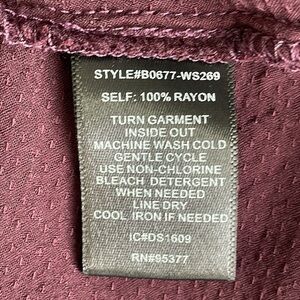 STYLE#B0677-WS269
SELF: 100% RAYON
TURN GARMENT
INSIDE OUT
MACHINE WASH COLD
GENTLE CYCLE
USE NON-CHLORINE
BLEACH DETERGENT
WHEN NEEDED
LINE DRY
COOL IRON IF NEEDED
IC#DS1609
RN#95377